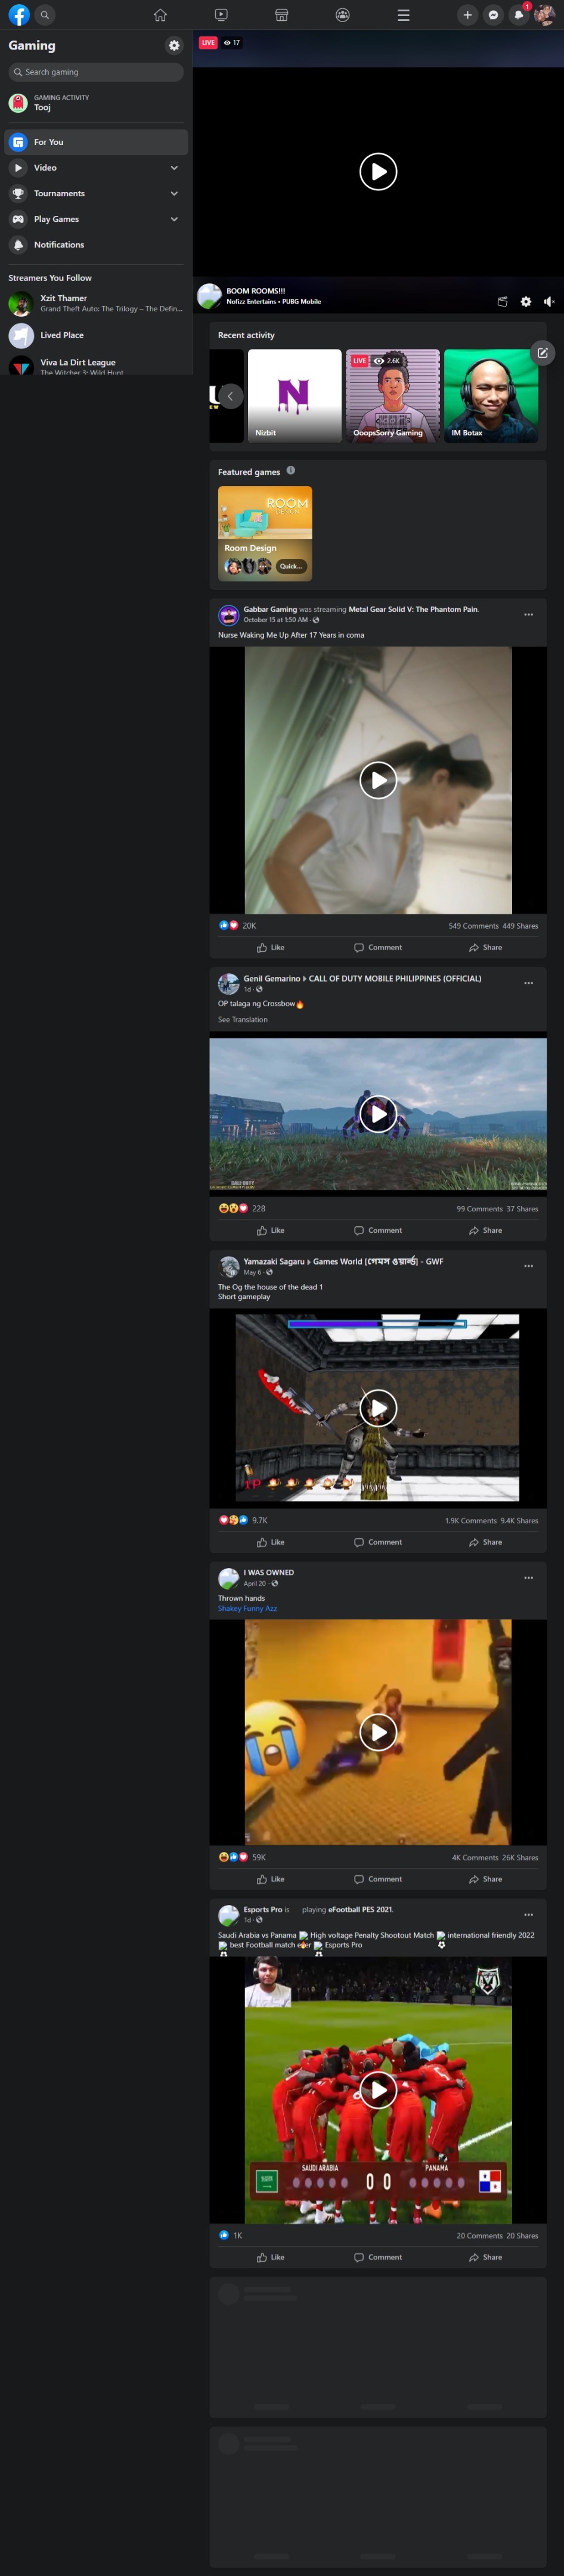 1
Gaming
Search gaming
GAMING ACTIVITY
Tooj
For You
Video
Tournaments
Play Games
Notifications
Streamers You Follow
Xzit Thamer
Grand Theft Auto: The Trilogy – The Defin...
Lived Place
Viva La Dirt League
The Witcher 3: Wild Hunt
LIVE 17
BOOM ROOMS!!!
Nofizz Entertains • PUBG Mobile
Recent activity
N
Nizbit
LIVE 2.6K
OoopsSorry Gaming
IM Botax
Featured games
ROOM
DESIGN
Room Design
Quick...
Gabbar Gaming was streaming Metal Gear Solid V: The Phantom Pain.
October 15 at 1:50 AM ·
Nurse Waking Me Up After 17 Years in coma
20K
549 Comments 449 Shares
Like Comment Share
Genil Gemarino ▸ CALL OF DUTY MOBILE PHILIPPINES (OFFICIAL)
1d ·
OP talaga ng Crossbow🔥
See Translation
CALL OF DUTY
228
99 Comments 37 Shares
Like Comment Share
Yamazaki Sagaru ▸ Games World [গেমস ওয়ার্ল্ড] - GWF
May 6 ·
The Og the house of the dead 1
Short gameplay
1P
9.7K
1.9K Comments 9.4K Shares
Like Comment Share
I WAS OWNED
April 20 ·
Thrown hands
Shakey Funny Azz
59K
4K Comments 26K Shares
Like Comment Share
Esports Pro is playing eFootball PES 2021.
1d ·
Saudi Arabia vs Panama High voltage Penalty Shootout Match international friendly 2022
best Football match ever Esports Pro
SAUDI ARABIA 0 0 PANAMA
1K
20 Comments 20 Shares
Like Comment Share